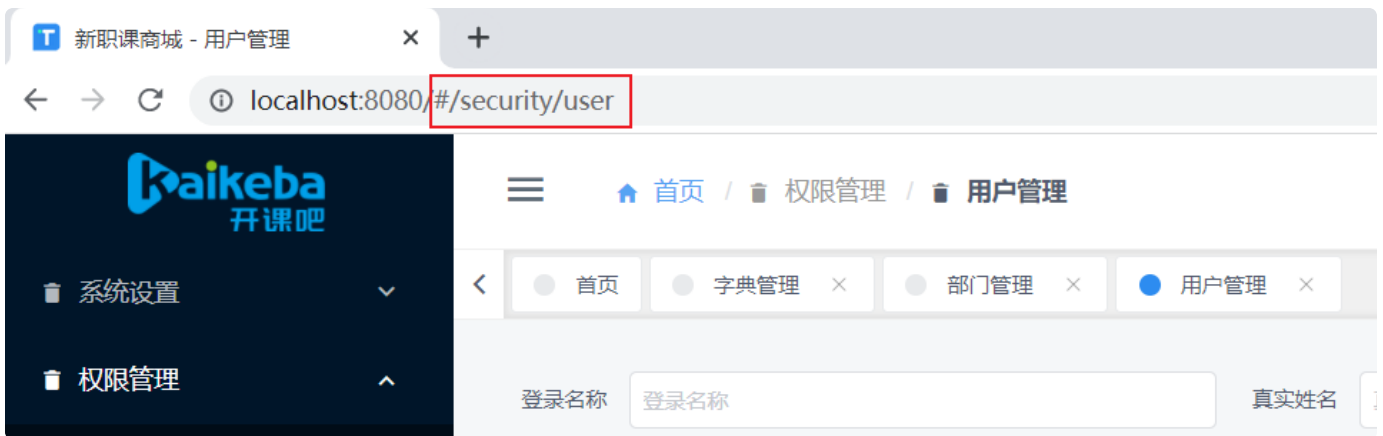 新职课商城 - 用户管理
localhost:8080/#/security/user
kaikeba
开课吧
首页 / 权限管理 / 用户管理
系统设置
首页 字典管理 部门管理 用户管理
权限管理
登录名称 登录名称 真实姓名